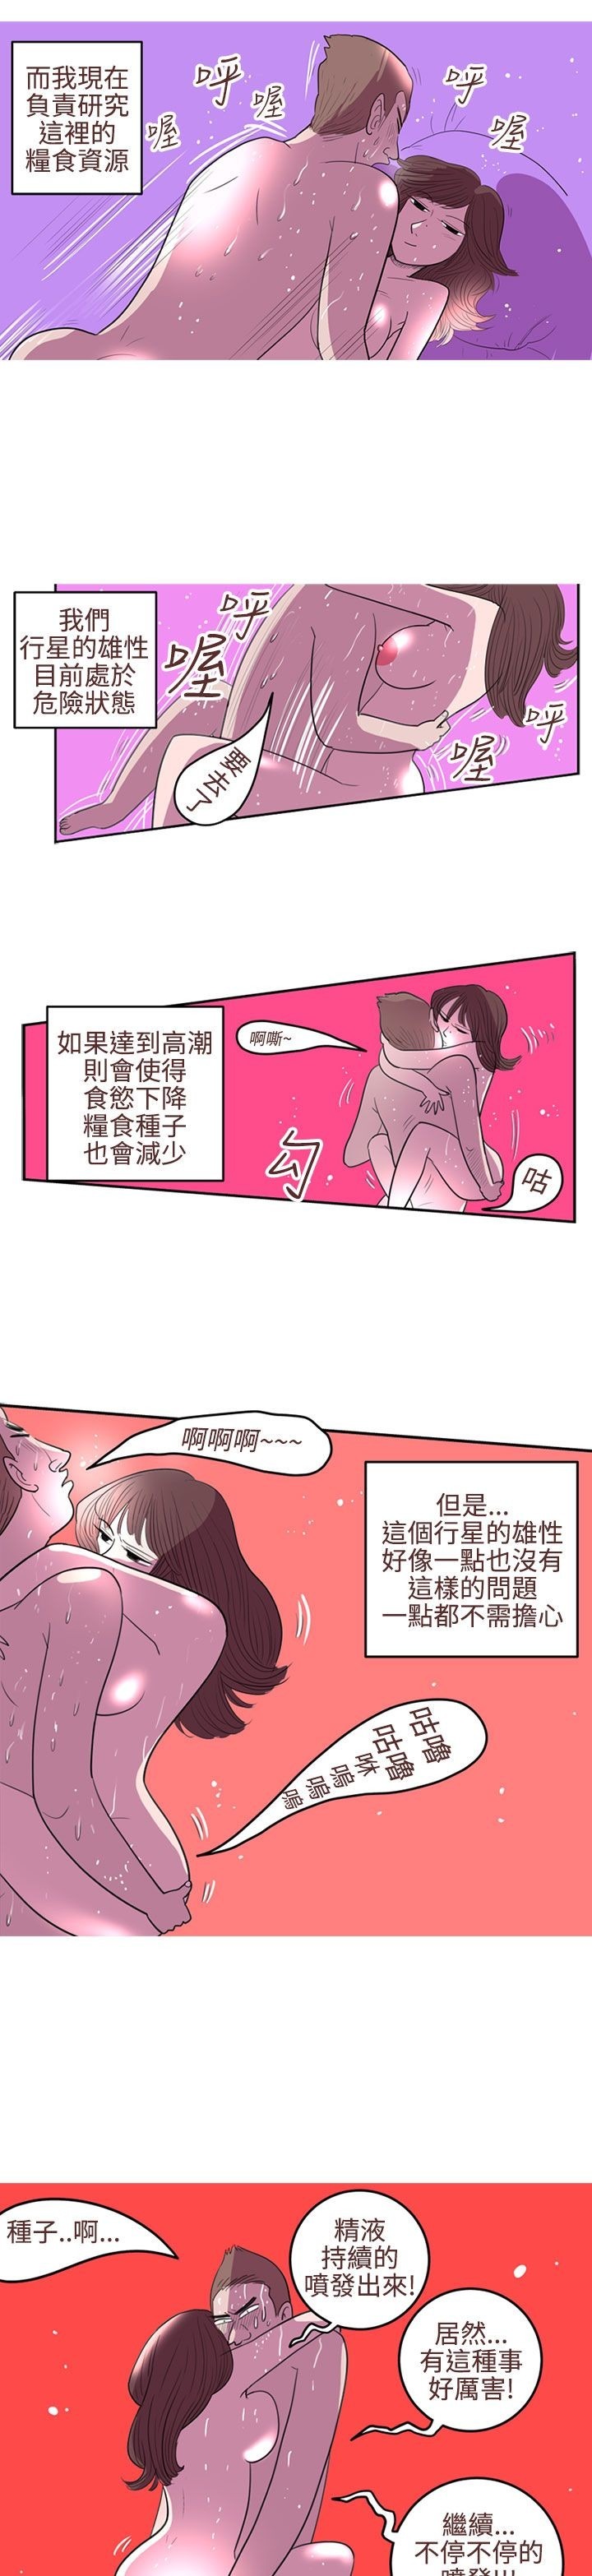 而我現在
負責研究
這裡的
糧食資源
呼
喔
喔
呼
喔
我們
行星的雄性
目前處於
危險狀態
呼
喔
要去了
喔
呼
如果達到高潮
則會使得
食慾下降
糧食種子
也會減少
啊嘶~
勾
咕
啊啊啊~~~
但是...
這個行星的雄性
好像一點也沒有
這樣的問題
一點都不需擔心
咕嚕
咕嚕
咻
嗚
嗚
嗚
種子..啊...
精液
持續的
噴發出來!
居然...
有這種事
好厲害!
繼續...
不停不停的